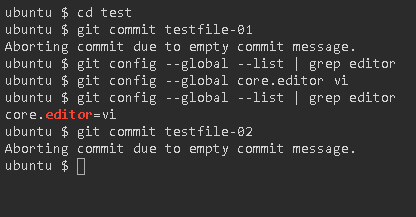 ubuntu $ cd test
ubuntu $ git commit testfile-01
Aborting commit due to empty commit message.
ubuntu $ git config --global --list | grep editor
ubuntu $ git config --global core.editor vi
ubuntu $ git config --global --list | grep editor
core.editor=vi
ubuntu $ git commit testfile-02
Aborting commit due to empty commit message.
ubuntu $